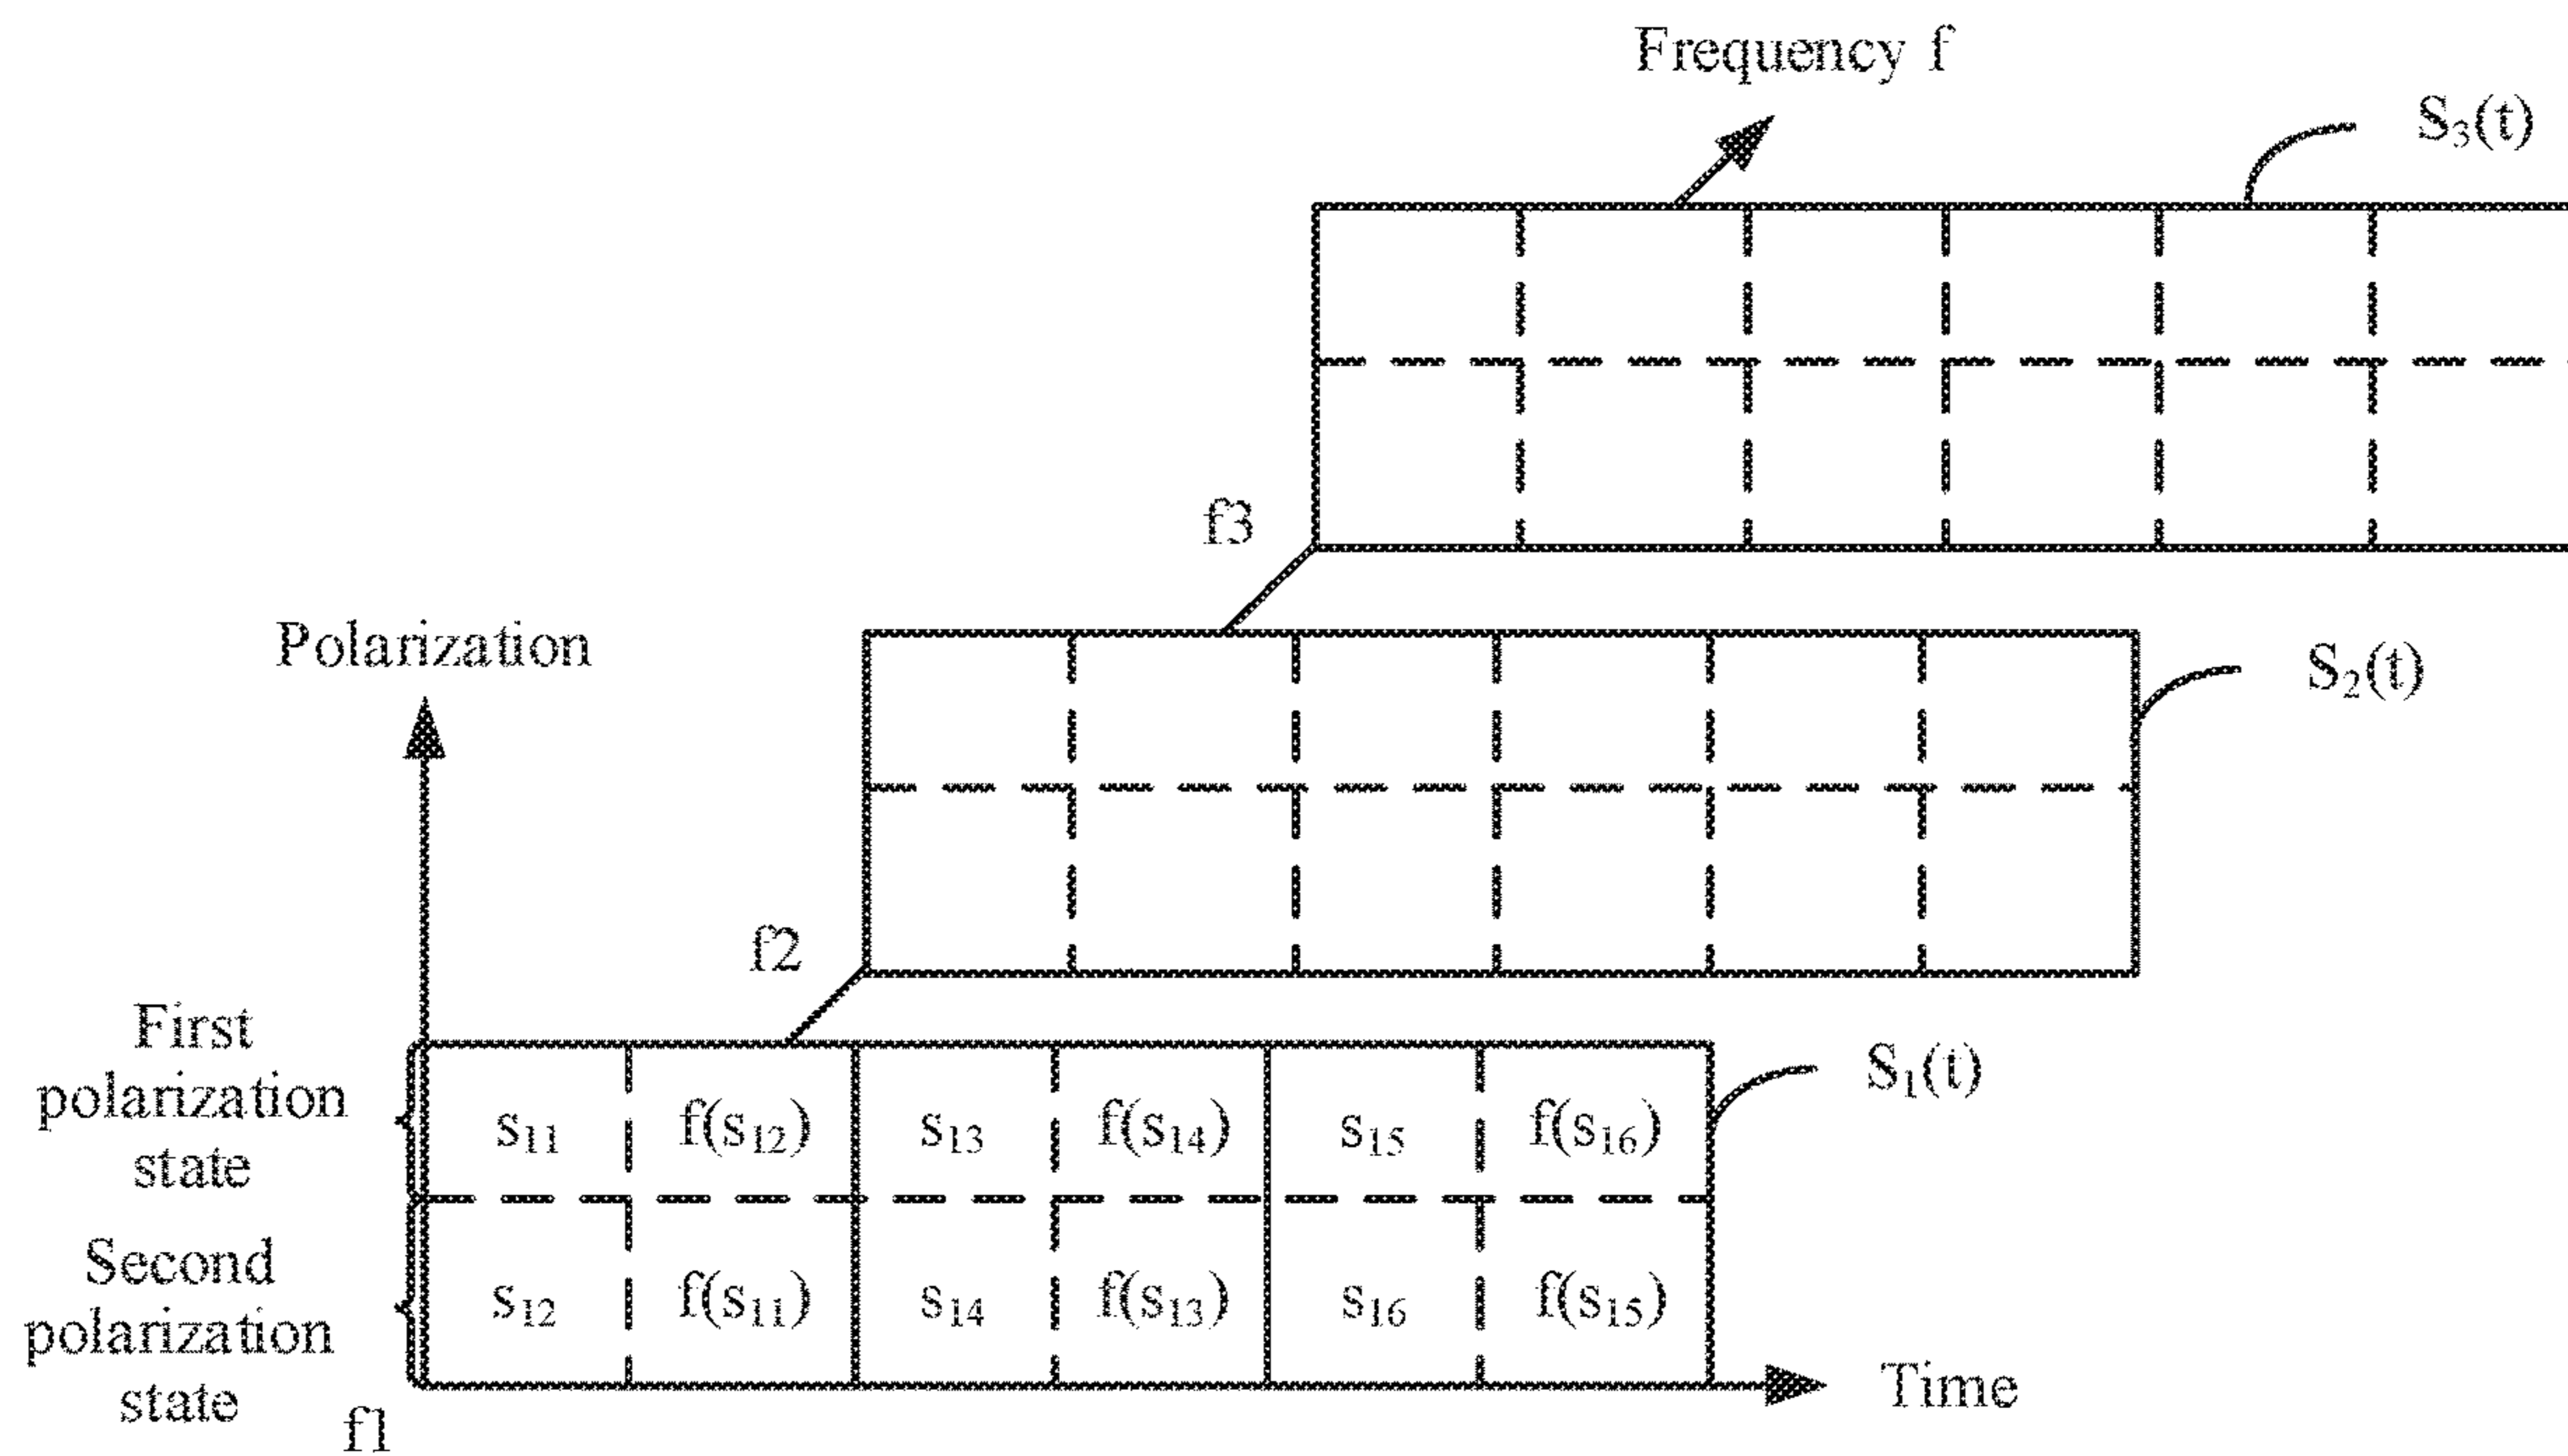 Frequency f
S₃(t)
f3
Polarization
S₂(t)
f2
First
polarization
state
S₁(t)
s₁₁ f(s₁₂) s₁₃ f(s₁₄) s₁₅ f(s₁₆)
Second
polarization
state
s₁₂ f(s₁₁) s₁₄ f(s₁₃) s₁₆ f(s₁₅)
Time
f1